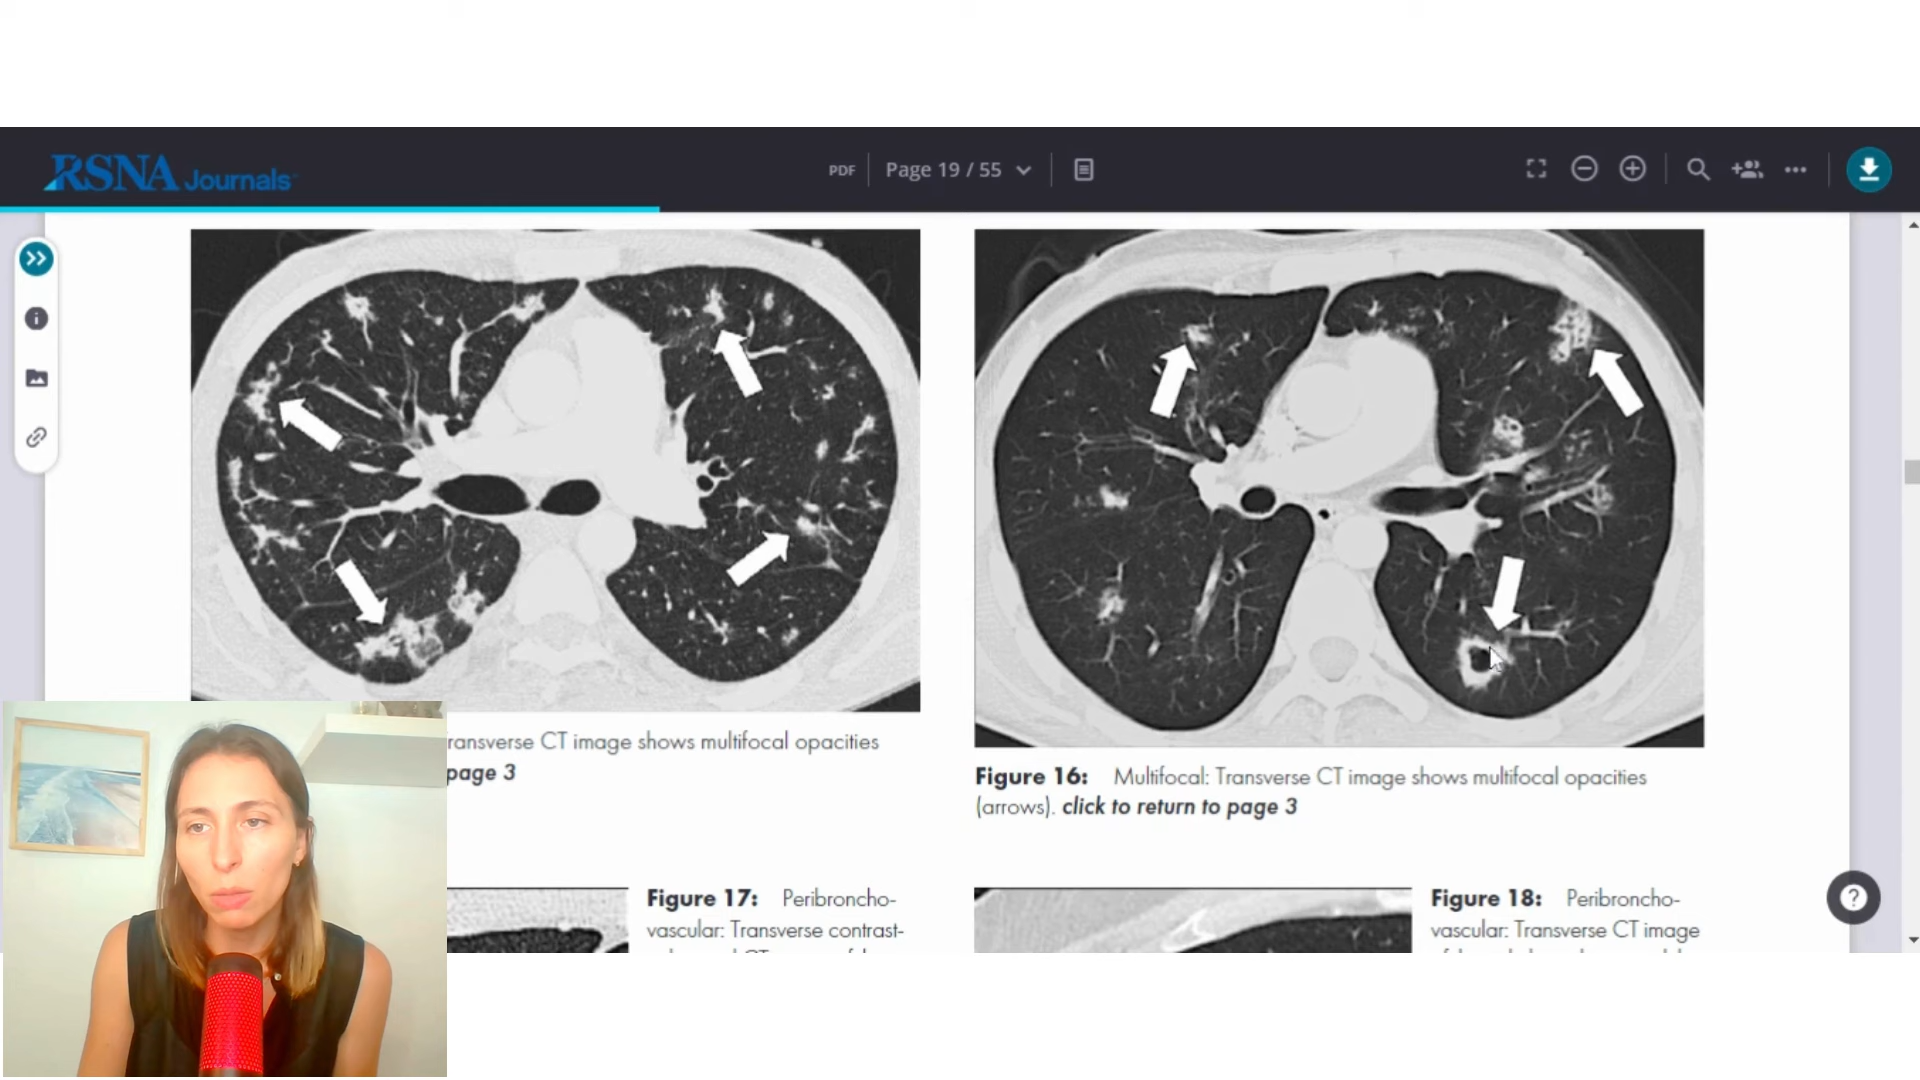 RSNA Journals
PDF
Page 19 / 55
ransverse CT image shows multifocal opacities
page 3
Figure 16: Multifocal: Transverse CT image shows multifocal opacities
(arrows). click to return to page 3
Figure 17: Peribroncho-
vascular: Transverse contrast-
Figure 18: Peribroncho-
vascular: Transverse CT image
?